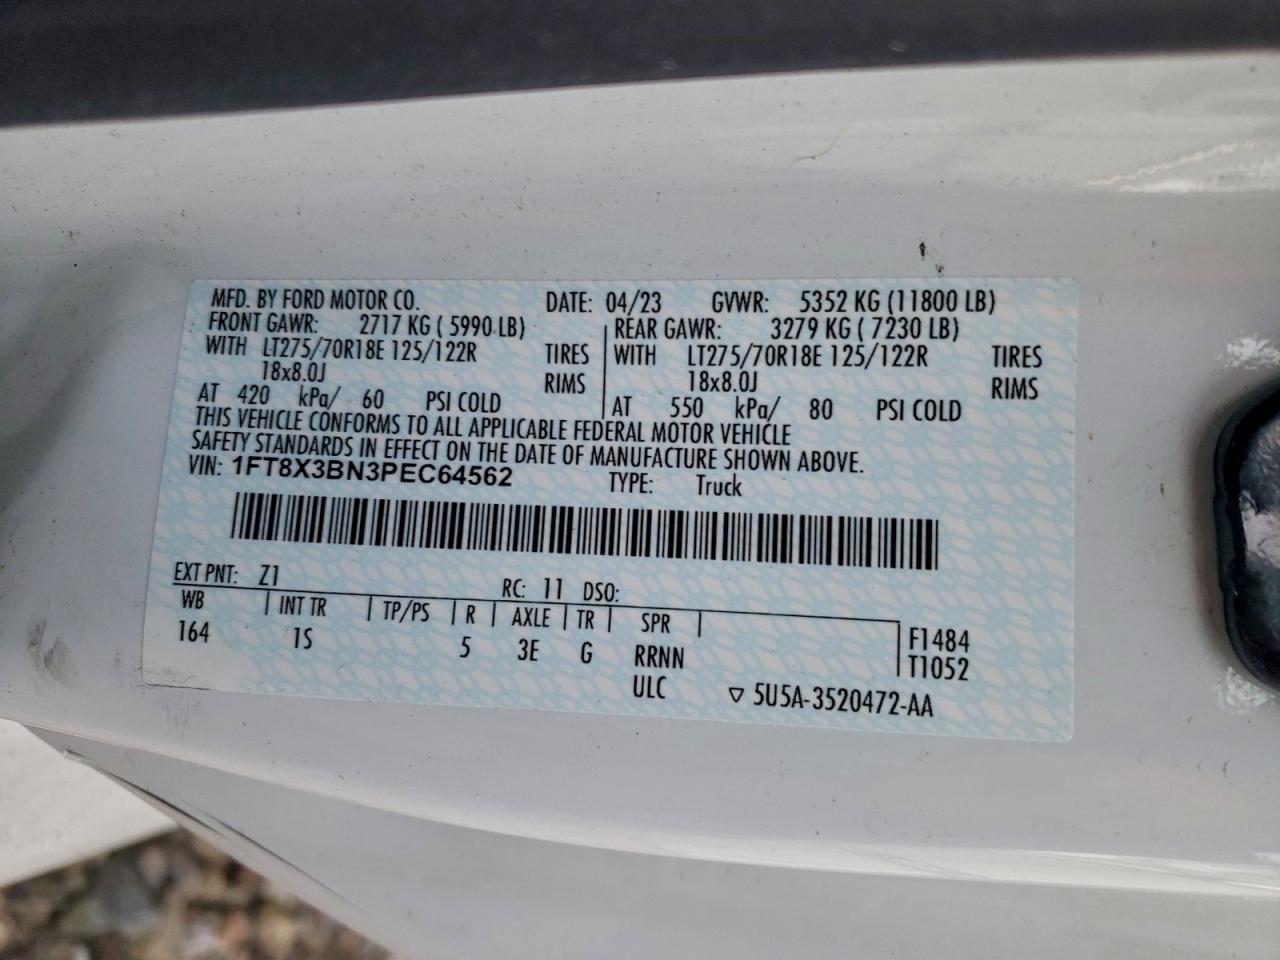 MFD. BY FORD MOTOR CO. DATE: 04/23 GVWR: 5352 KG (11800 LB)
FRONT GAWR: 2717 KG ( 5990 LB) REAR GAWR: 3279 KG ( 7230 LB)
WITH LT275/70R18E 125/122R TIRES WITH LT275/70R18E 125/122R TIRES
18x8.0J RIMS 18x8.0J RIMS
AT 420 kPa/ 60 PSI COLD AT 550 kPa/ 80 PSI COLD
THIS VEHICLE CONFORMS TO ALL APPLICABLE FEDERAL MOTOR VEHICLE
SAFETY STANDARDS IN EFFECT ON THE DATE OF MANUFACTURE SHOWN ABOVE.
VIN: 1FT8X3BN3PEC64562 TYPE: Truck
EXT PNT: Z1 RC: 11 DSO:
WB INT TR TP/PS R AXLE TR SPR F1484
164 1S 5 3E G RRNN T1052
ULC ▽ 5U5A-3520472-AA